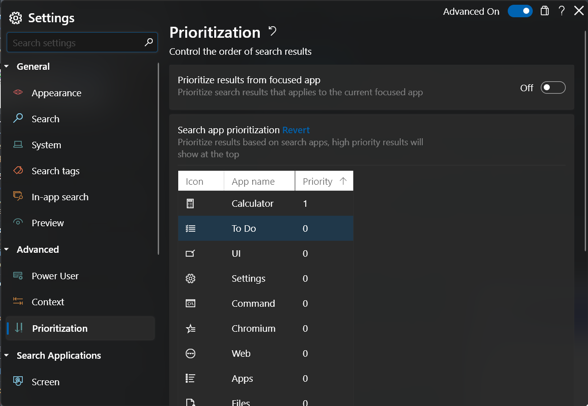 Settings
Advanced On
?
Search settings
General
Appearance
Search
System
Search tags
In-app search
Preview
Advanced
Power User
Context
Prioritization
Search Applications
Screen
Prioritization
Control the order of search results
Prioritize results from focused app
Prioritize search results that applies to the current focused app
Off
Search app prioritization Revert
Prioritize results based on search apps, high priority results will
show at the top
Icon App name Priority
Calculator 1
To Do 0
UI 0
Settings 0
Command 0
Chromium 0
Web 0
Apps 0
Files 0